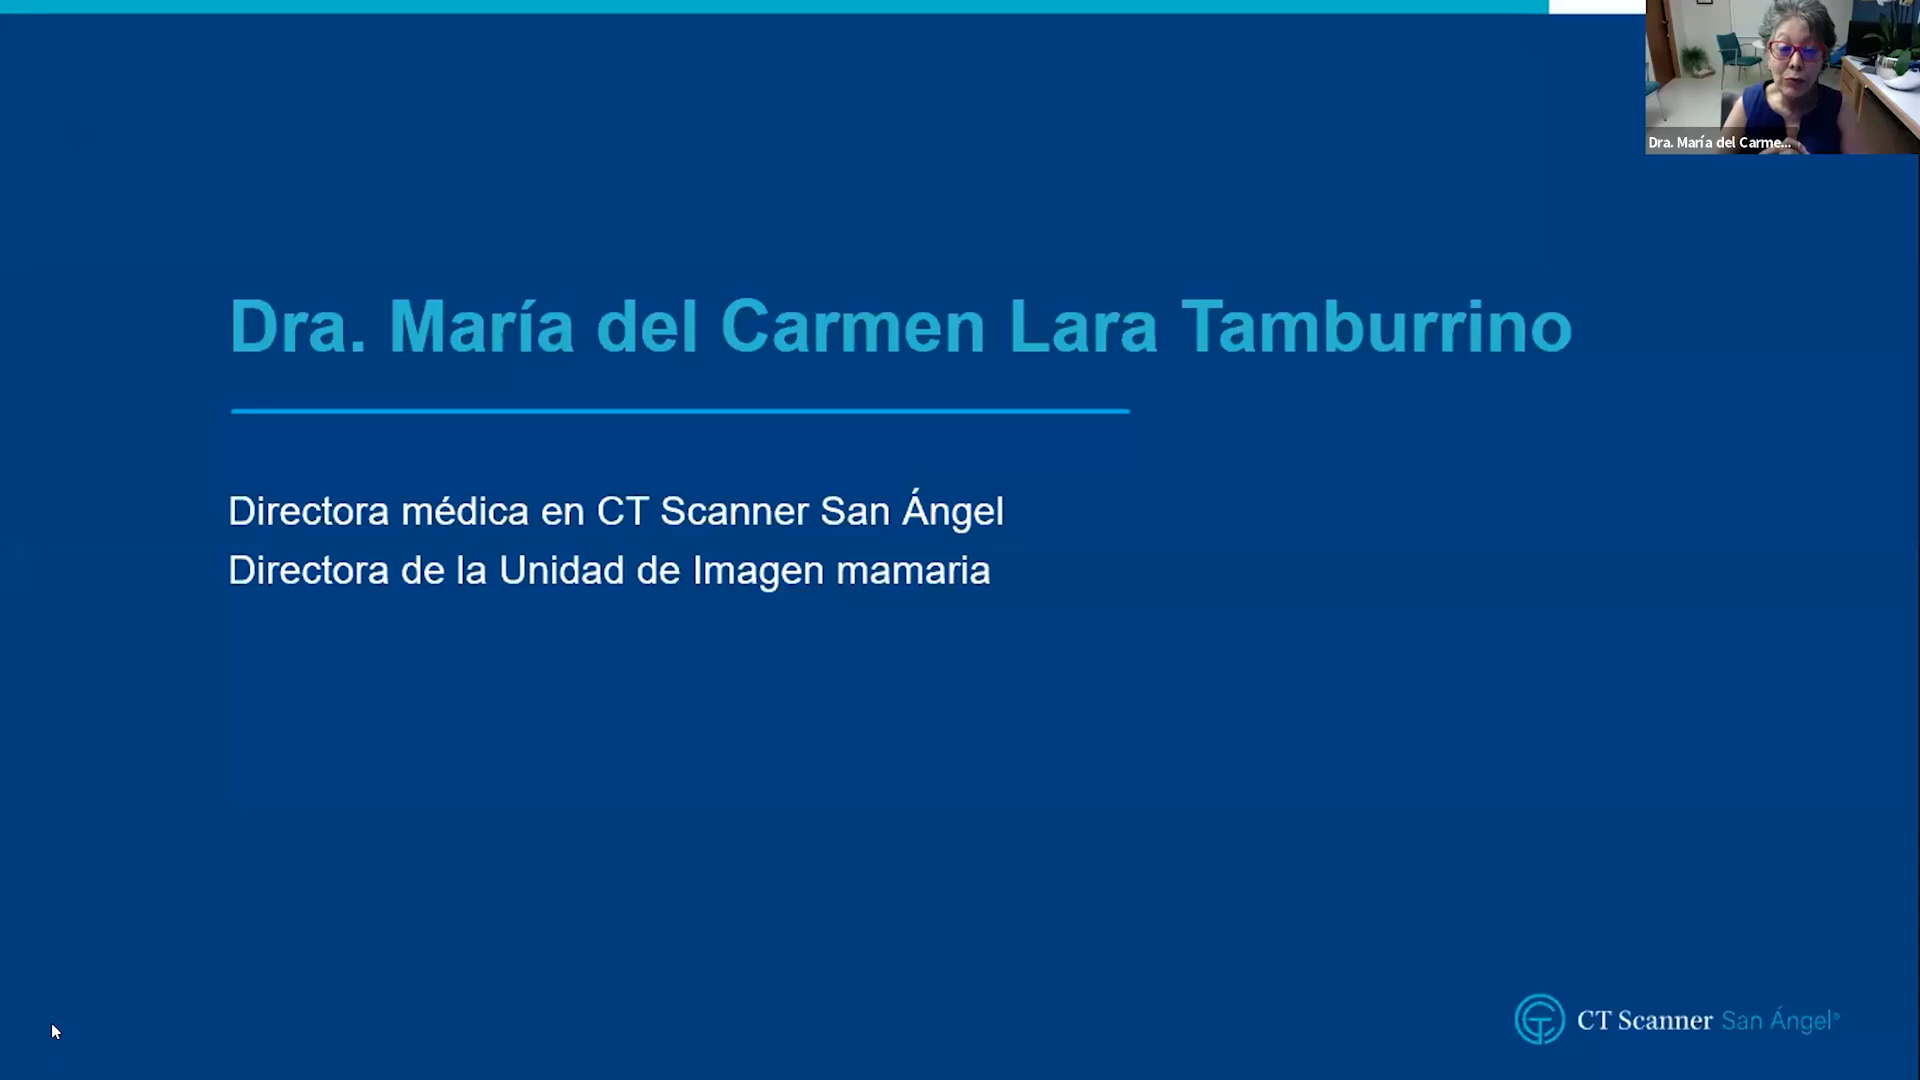 Dra. María del Carme...
Dra. María del Carmen Lara Tamburrino
Directora médica en CT Scanner San Ángel
Directora de la Unidad de Imagen mamaria
CT Scanner San Ángel®